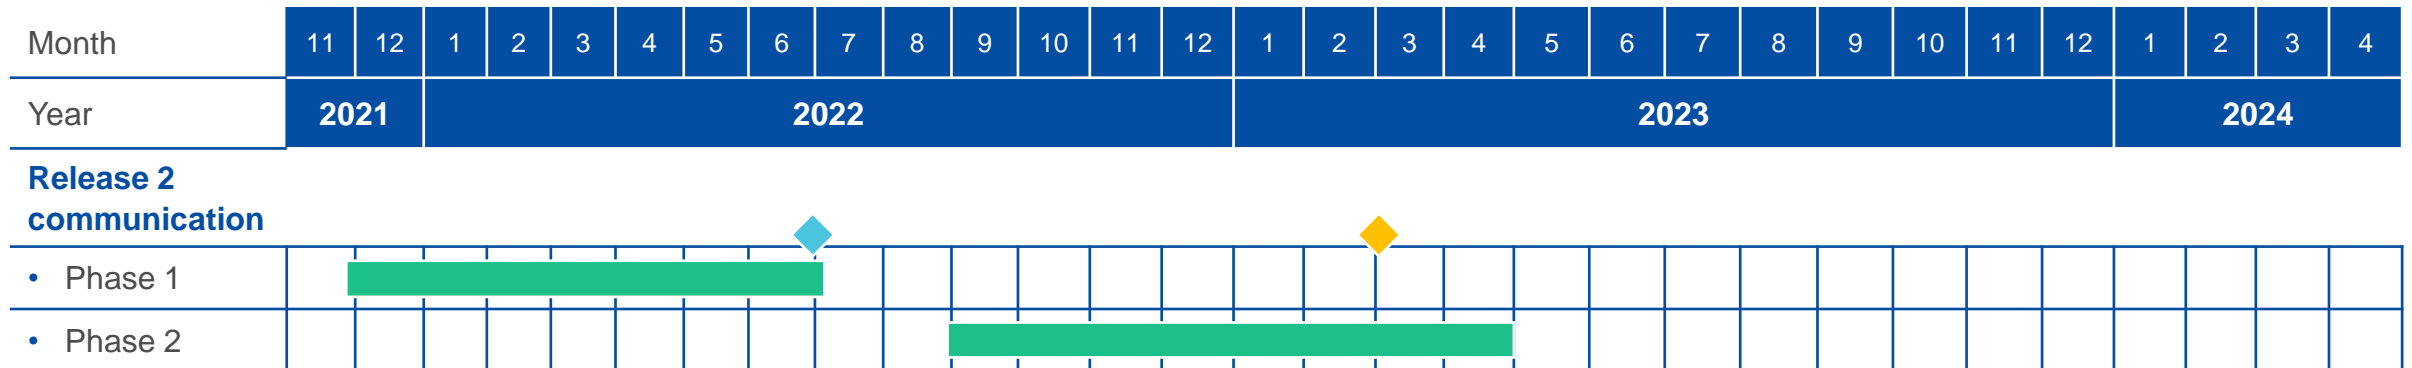 Month 11 12 1 2 3 4 5 6 7 8 9 10 11 12 1 2 3 4 5 6 7 8 9 10 11 12 1 2 3 4
Year 2021 2022 2023 2024
Release 2
communication
• Phase 1
• Phase 2